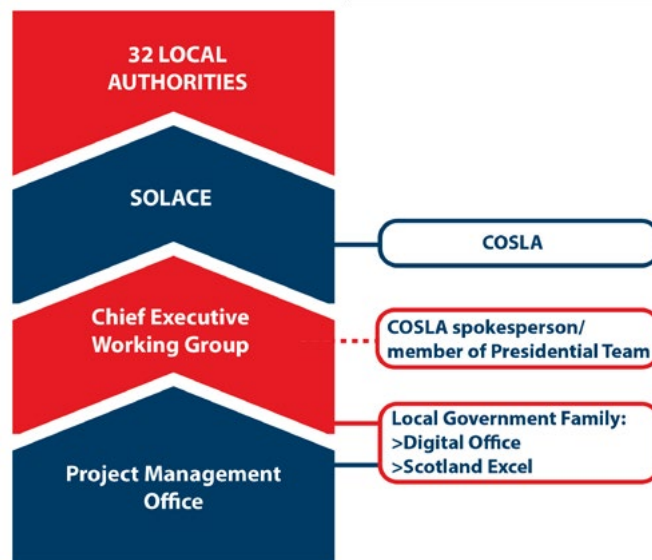 32 LOCAL
AUTHORITIES
SOLACE
COSLA
Chief Executive
Working Group
COSLA spokesperson/
member of Presidential Team
Local Government Family:
>Digital Office
>Scotland Excel
Project Management
Office